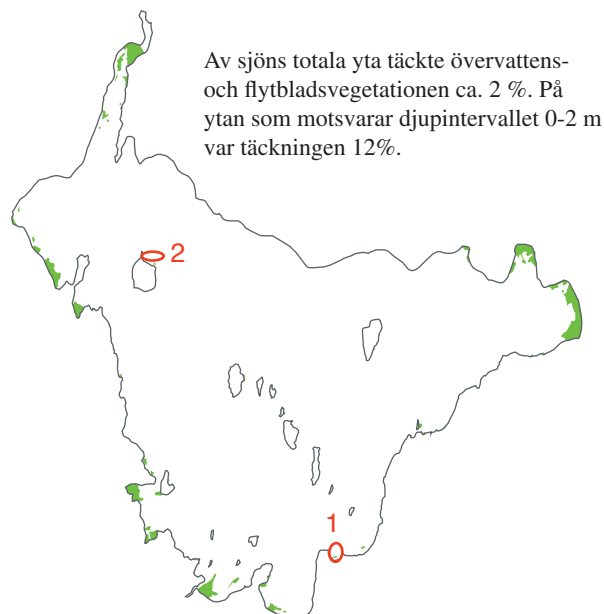 Av sjöns totala yta täckte övervattens-
och flytbladsvegetationen ca. 2 %. På
ytan som motsvarar djupintervallet 0-2 m
var täckningen 12%.
2
1